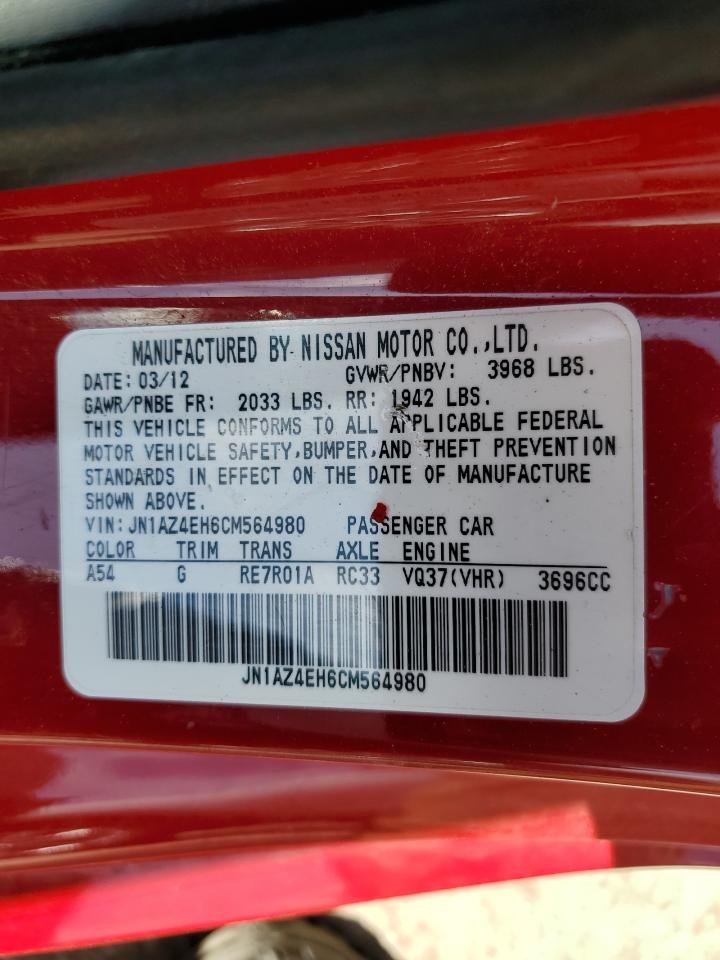 MANUFACTURED BY NISSAN MOTOR CO.,LTD.
DATE: 03/12 GVWR/PNBV: 3968 LBS.
GAWR/PNBE FR: 2033 LBS. RR: 1942 LBS.
THIS VEHICLE CONFORMS TO ALL APPLICABLE FEDERAL
MOTOR VEHICLE SAFETY,BUMPER,AND THEFT PREVENTION
STANDARDS IN EFFECT ON THE DATE OF MANUFACTURE
SHOWN ABOVE.
VIN: JN1AZ4EH6CM564980 PASSENGER CAR
COLOR TRIM TRANS AXLE ENGINE
A54 G RE7R01A RC33 VQ37(VHR) 3696CC
JN1AZ4EH6CM564980